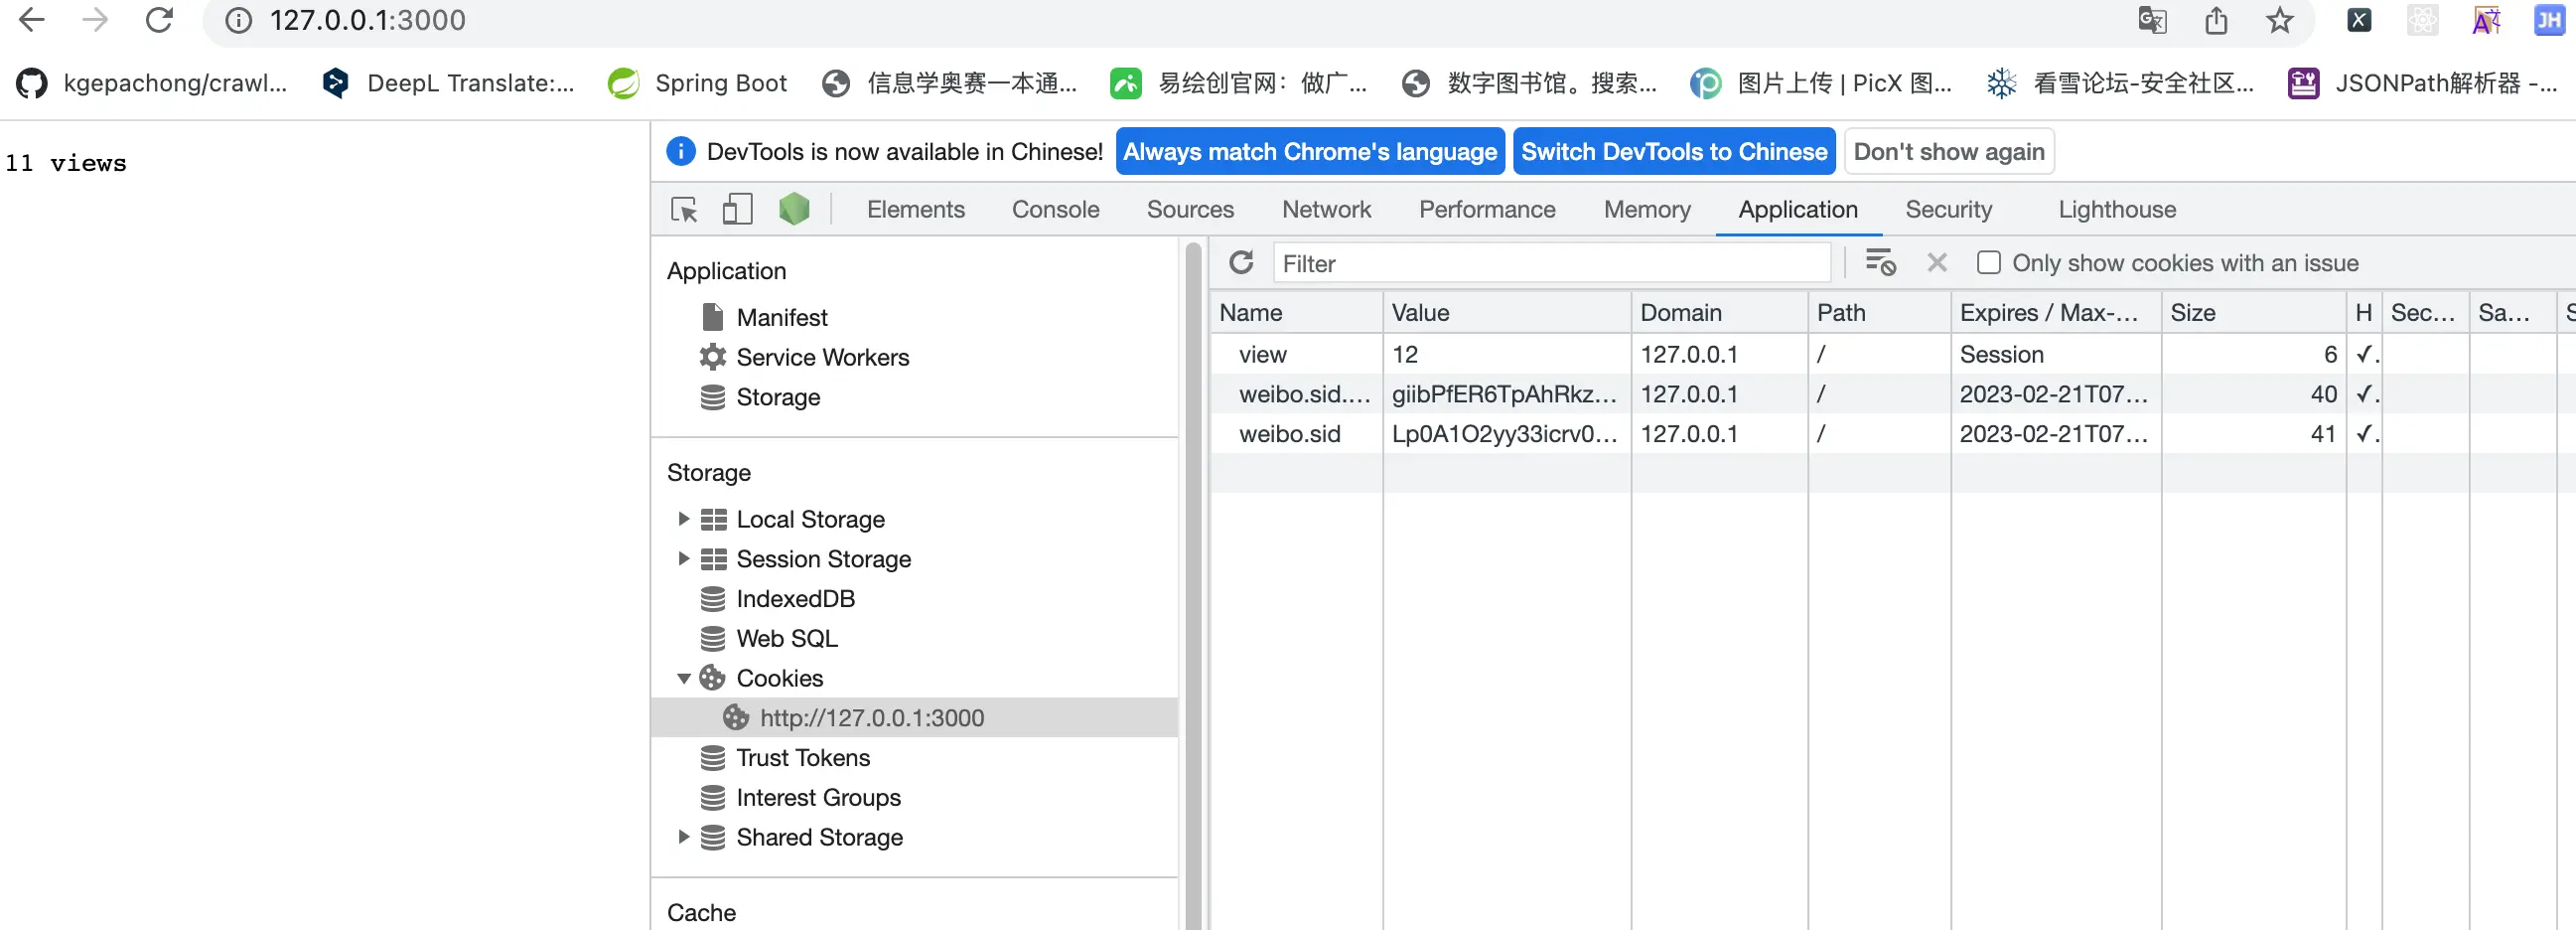 127.0.0.1:3000
JH
kgepachong/crawl... DeepL Translate:... Spring Boot 信息学奥赛一本通... 易绘创官网：做广... 数字图书馆。搜索... 图片上传 | PicX 图... 看雪论坛-安全社区... JSONPath解析器 -...
11 views
DevTools is now available in Chinese! Always match Chrome's language Switch DevTools to Chinese Don't show again
Elements Console Sources Network Performance Memory Application Security Lighthouse
Application
Manifest
Service Workers
Storage
Storage
Local Storage
Session Storage
IndexedDB
Web SQL
Cookies
http://127.0.0.1:3000
Trust Tokens
Interest Groups
Shared Storage
Cache
Filter Only show cookies with an issue
Name Value Domain Path Expires / Max-... Size H Sec... Sa... S
view 12 127.0.0.1 / Session 6 ✓.
weibo.sid.... giibPfER6TpAhRkz... 127.0.0.1 / 2023-02-21T07... 40 ✓.
weibo.sid Lp0A1O2yy33icrv0... 127.0.0.1 / 2023-02-21T07... 41 ✓.